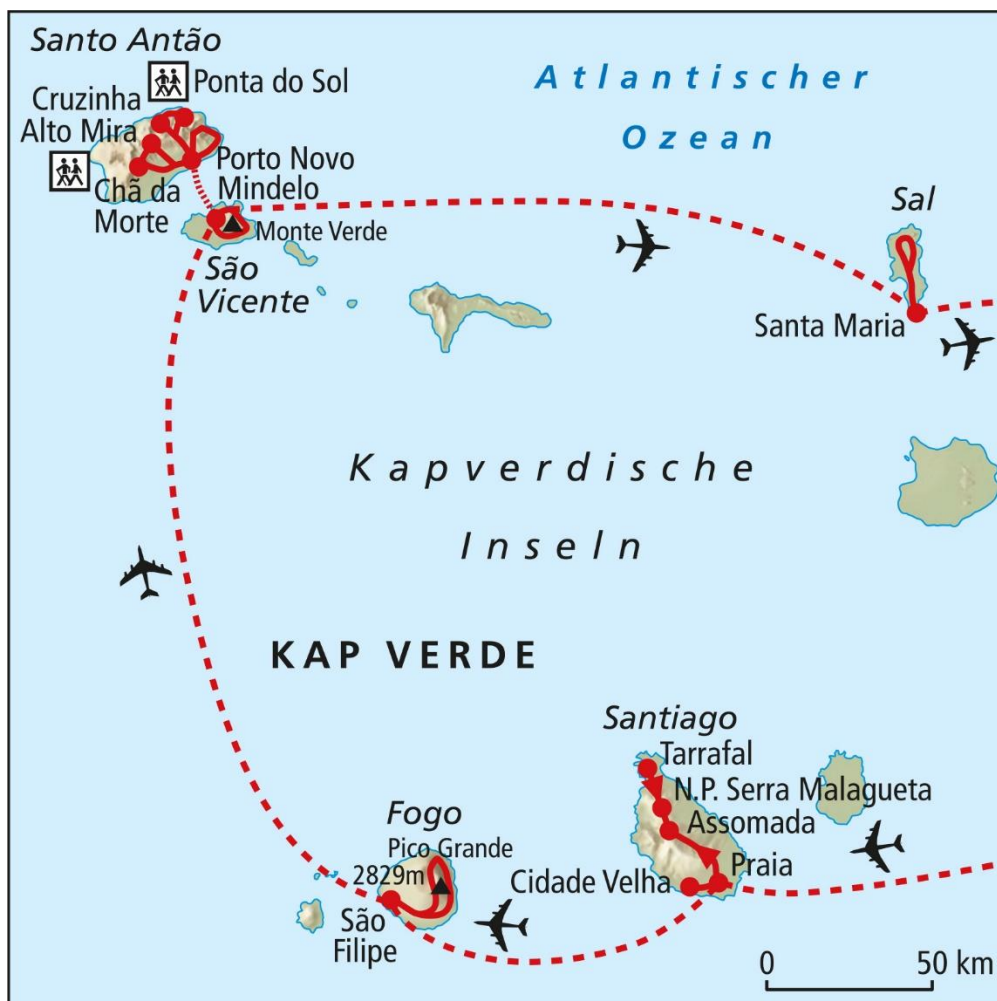 Santo Antão
Ponta do Sol
Cruzinha
Alto Mira
Chã da
Morte
Porto Novo
Mindelo
Monte Verde
São
Vicente
Atlantischer
Ozean
Sal
Santa Maria
Kapverdische
Inseln
KAP VERDE
Santiago
Tarrafal
N.P. Serra Malagueta
Assomada
Praia
Cidade Velha
Fogo
Pico Grande
2829m
São
Filipe
0 50 km